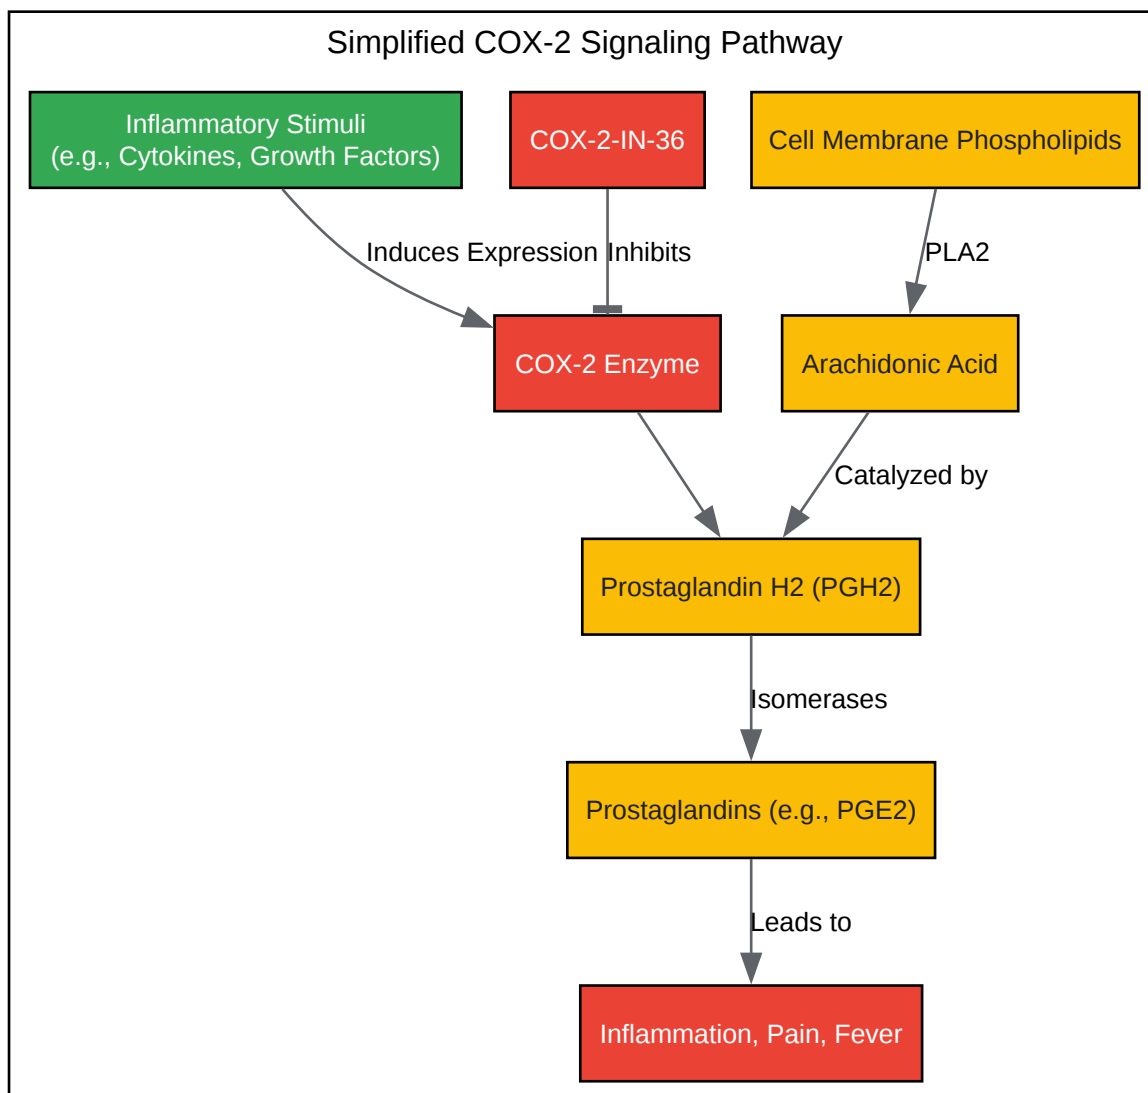 Simplified COX-2 Signaling Pathway
Inflammatory Stimuli
(e.g., Cytokines, Growth Factors)
COX-2-IN-36
Cell Membrane Phospholipids
Induces Expression
Inhibits
PLA2
COX-2 Enzyme
Arachidonic Acid
Catalyzed by
Prostaglandin H2 (PGH2)
Isomerases
Prostaglandins (e.g., PGE2)
Leads to
Inflammation, Pain, Fever